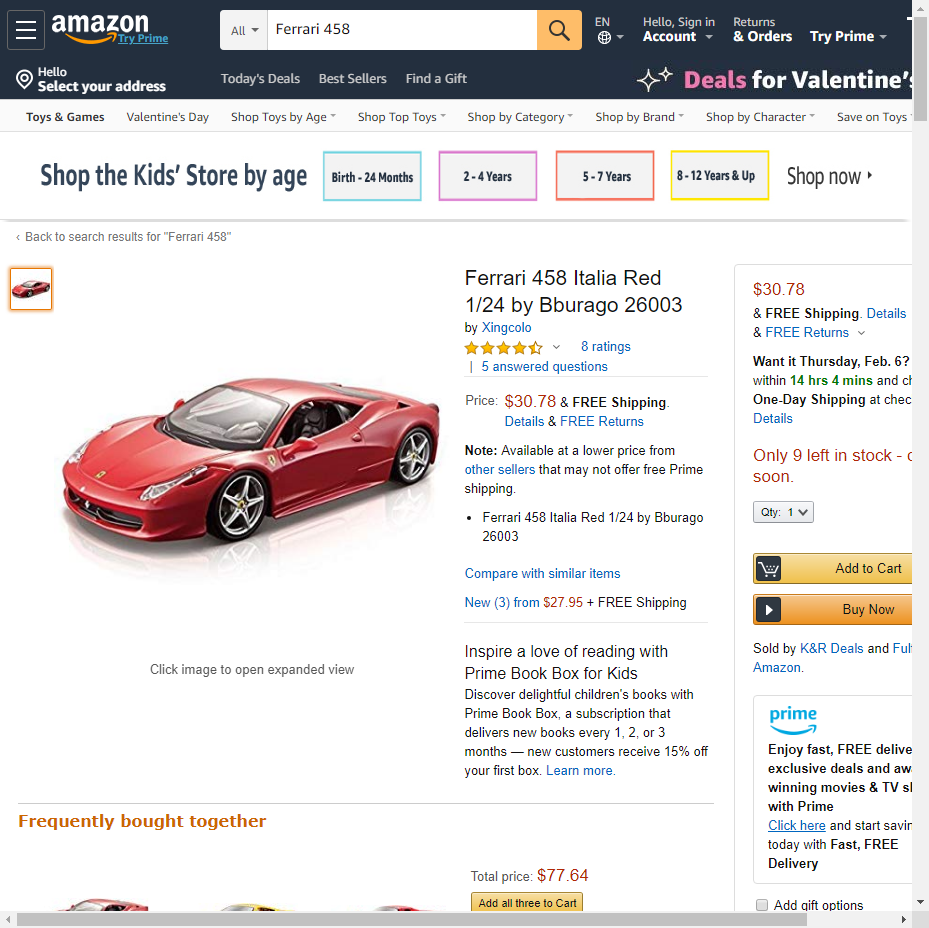 amazon
Try Prime
All
Ferrari 458
EN
Hello, Sign in
Account
Returns
& Orders
Try Prime
Hello
Select your address
Today's Deals Best Sellers Find a Gift
Deals for Valentine's
Toys & Games Valentine's Day Shop Toys by Age Shop Top Toys Shop by Category Shop by Brand Shop by Character Save on Toys
Shop the Kids' Store by age
Birth - 24 Months
2 - 4 Years
5 - 7 Years
8 - 12 Years & Up
Shop now
‹ Back to search results for "Ferrari 458"
Ferrari 458 Italia Red
1/24 by Bburago 26003
by Xingcolo
8 ratings
| 5 answered questions
Price: $30.78 & FREE Shipping.
Details & FREE Returns
Note: Available at a lower price from
other sellers that may not offer free Prime
shipping.
• Ferrari 458 Italia Red 1/24 by Bburago
26003
Compare with similar items
New (3) from $27.95 + FREE Shipping
Inspire a love of reading with
Prime Book Box for Kids
Discover delightful children's books with
Prime Book Box, a subscription that
delivers new books every 1, 2, or 3
months — new customers receive 15% off
your first box. Learn more.
Click image to open expanded view
$30.78
& FREE Shipping. Details
& FREE Returns
Want it Thursday, Feb. 6?
within 14 hrs 4 mins and
One-Day Shipping at
Details
Only 9 left in stock -
soon.
Qty: 1
Add to Cart
Buy Now
Sold by K&R Deals and
Amazon.
prime
Enjoy fast, FREE
exclusive deals and
winning movies & TV
with Prime
Click here and start
today with Fast, FREE
Delivery
Add gift options
Frequently bought together
Total price: $77.64
Add all three to Cart